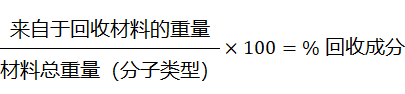 来自于回收材料的重量
材料总重量（分子类型）
× 100 = % 回收成分